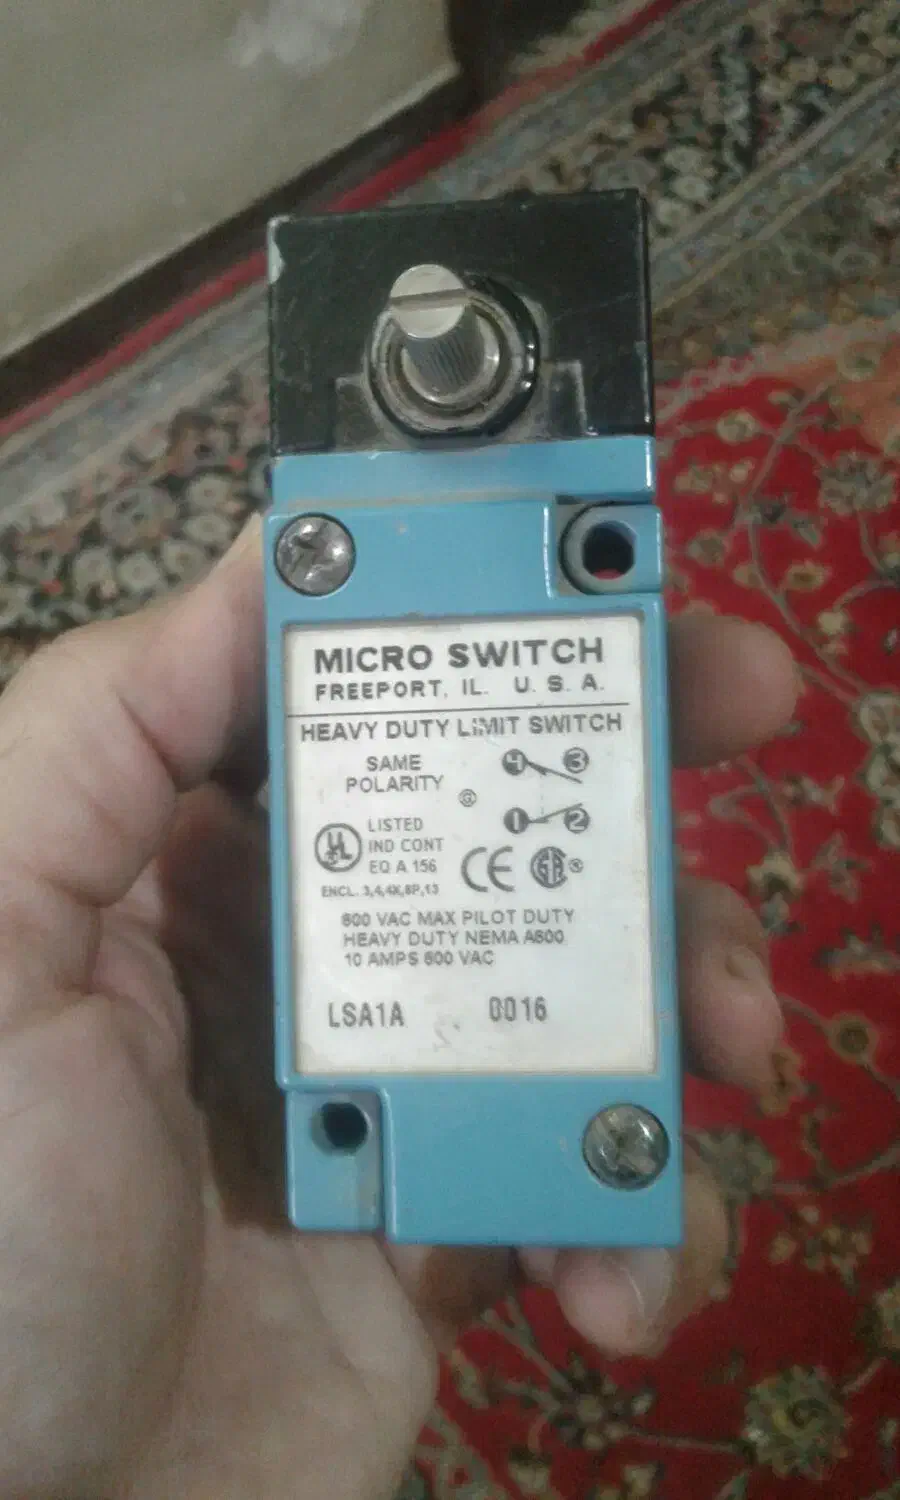 MICRO SWITCH
FREEPORT, IL. U. S. A.
HEAVY DUTY LIMIT SWITCH
SAME
POLARITY
4 3
1 2
UL
LISTED
IND CONT
EQ A 156
CE ®
ENCL. 3,4,4X,6P,13
600 VAC MAX PILOT DUTY
HEAVY DUTY NEMA A600
10 AMPS 600 VAC
LSA1A 0016